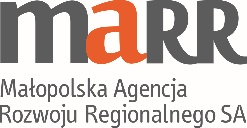 maRR
Małopolska Agencja
Rozwoju Regionalnego SA